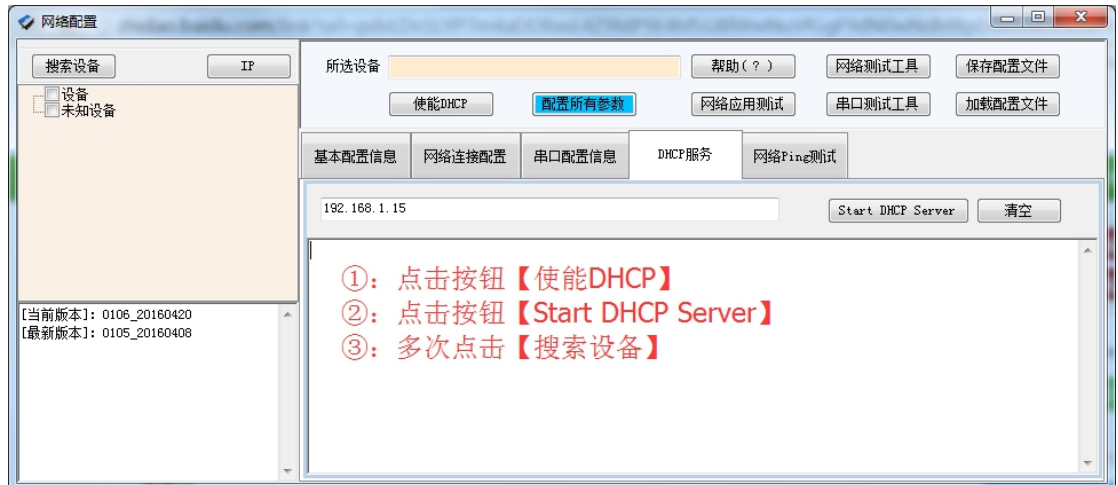 网络配置
搜索设备
IP
设备
未知设备
[当前版本]: 0106_20160420
[最新版本]: 0105_20160408
所选设备
帮助(?)
网络测试工具
保存配置文件
使能DHCP
配置所有参数
网络应用测试
串口测试工具
加载配置文件
基本配置信息
网络连接配置
串口配置信息
DHCP服务
网络Ping测试
192.168.1.15
Start DHCP Server
清空
①：点击按钮【使能DHCP】
②：点击按钮【Start DHCP Server】
③：多次点击【搜索设备】